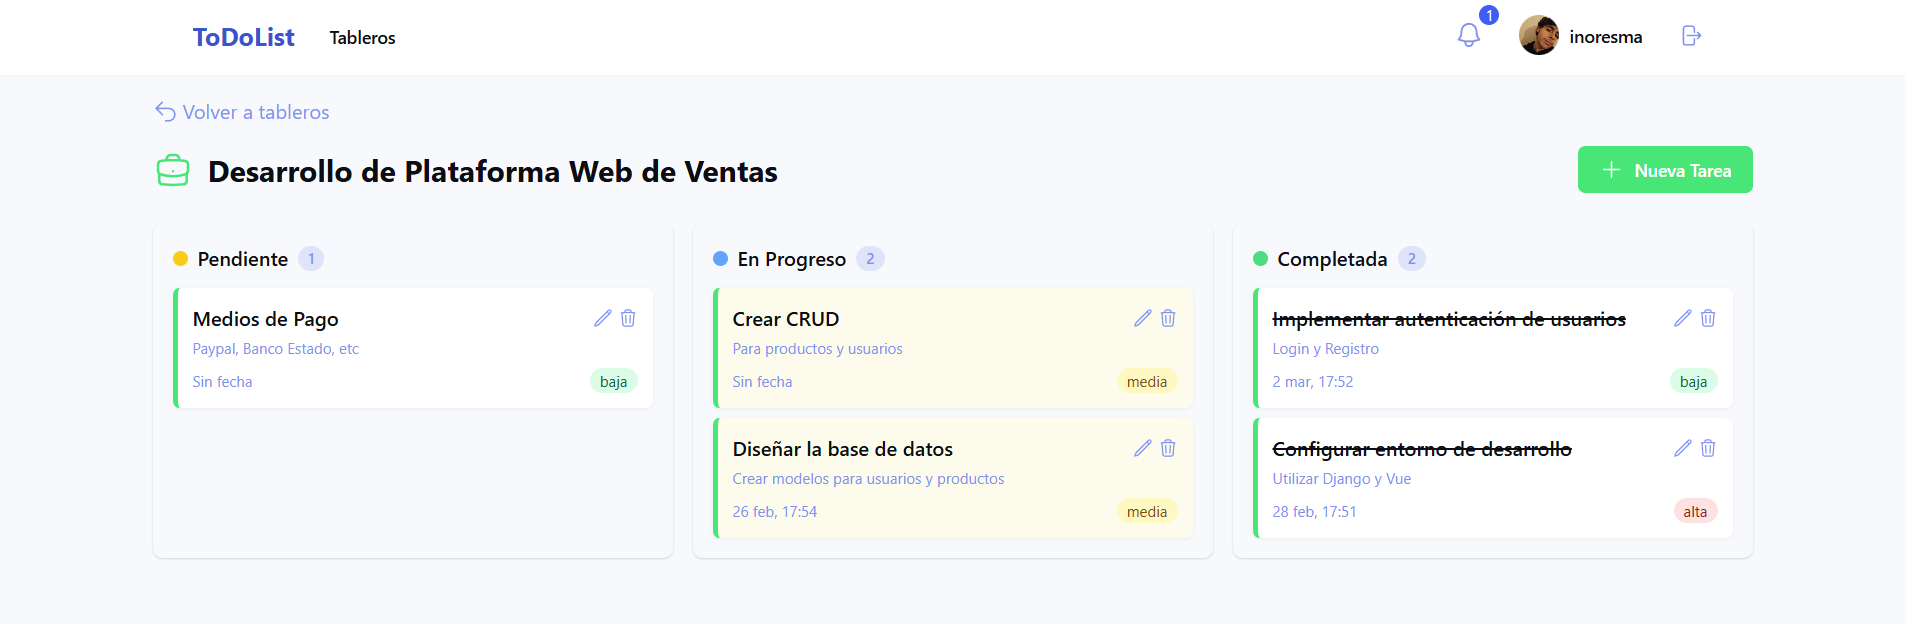 ToDoList
Tableros
1
inoresma
Volver a tableros
Desarrollo de Plataforma Web de Ventas
Nueva Tarea
Pendiente 1
Medios de Pago
Paypal, Banco Estado, etc
Sin fecha
baja
En Progreso 2
Crear CRUD
Para productos y usuarios
Sin fecha
media
Diseñar la base de datos
Crear modelos para usuarios y productos
26 feb, 17:54
media
Completada 2
Implementar autenticación de usuarios
Login y Registro
2 mar, 17:52
baja
Configurar entorno de desarrollo
Utilizar Django y Vue
28 feb, 17:51
alta